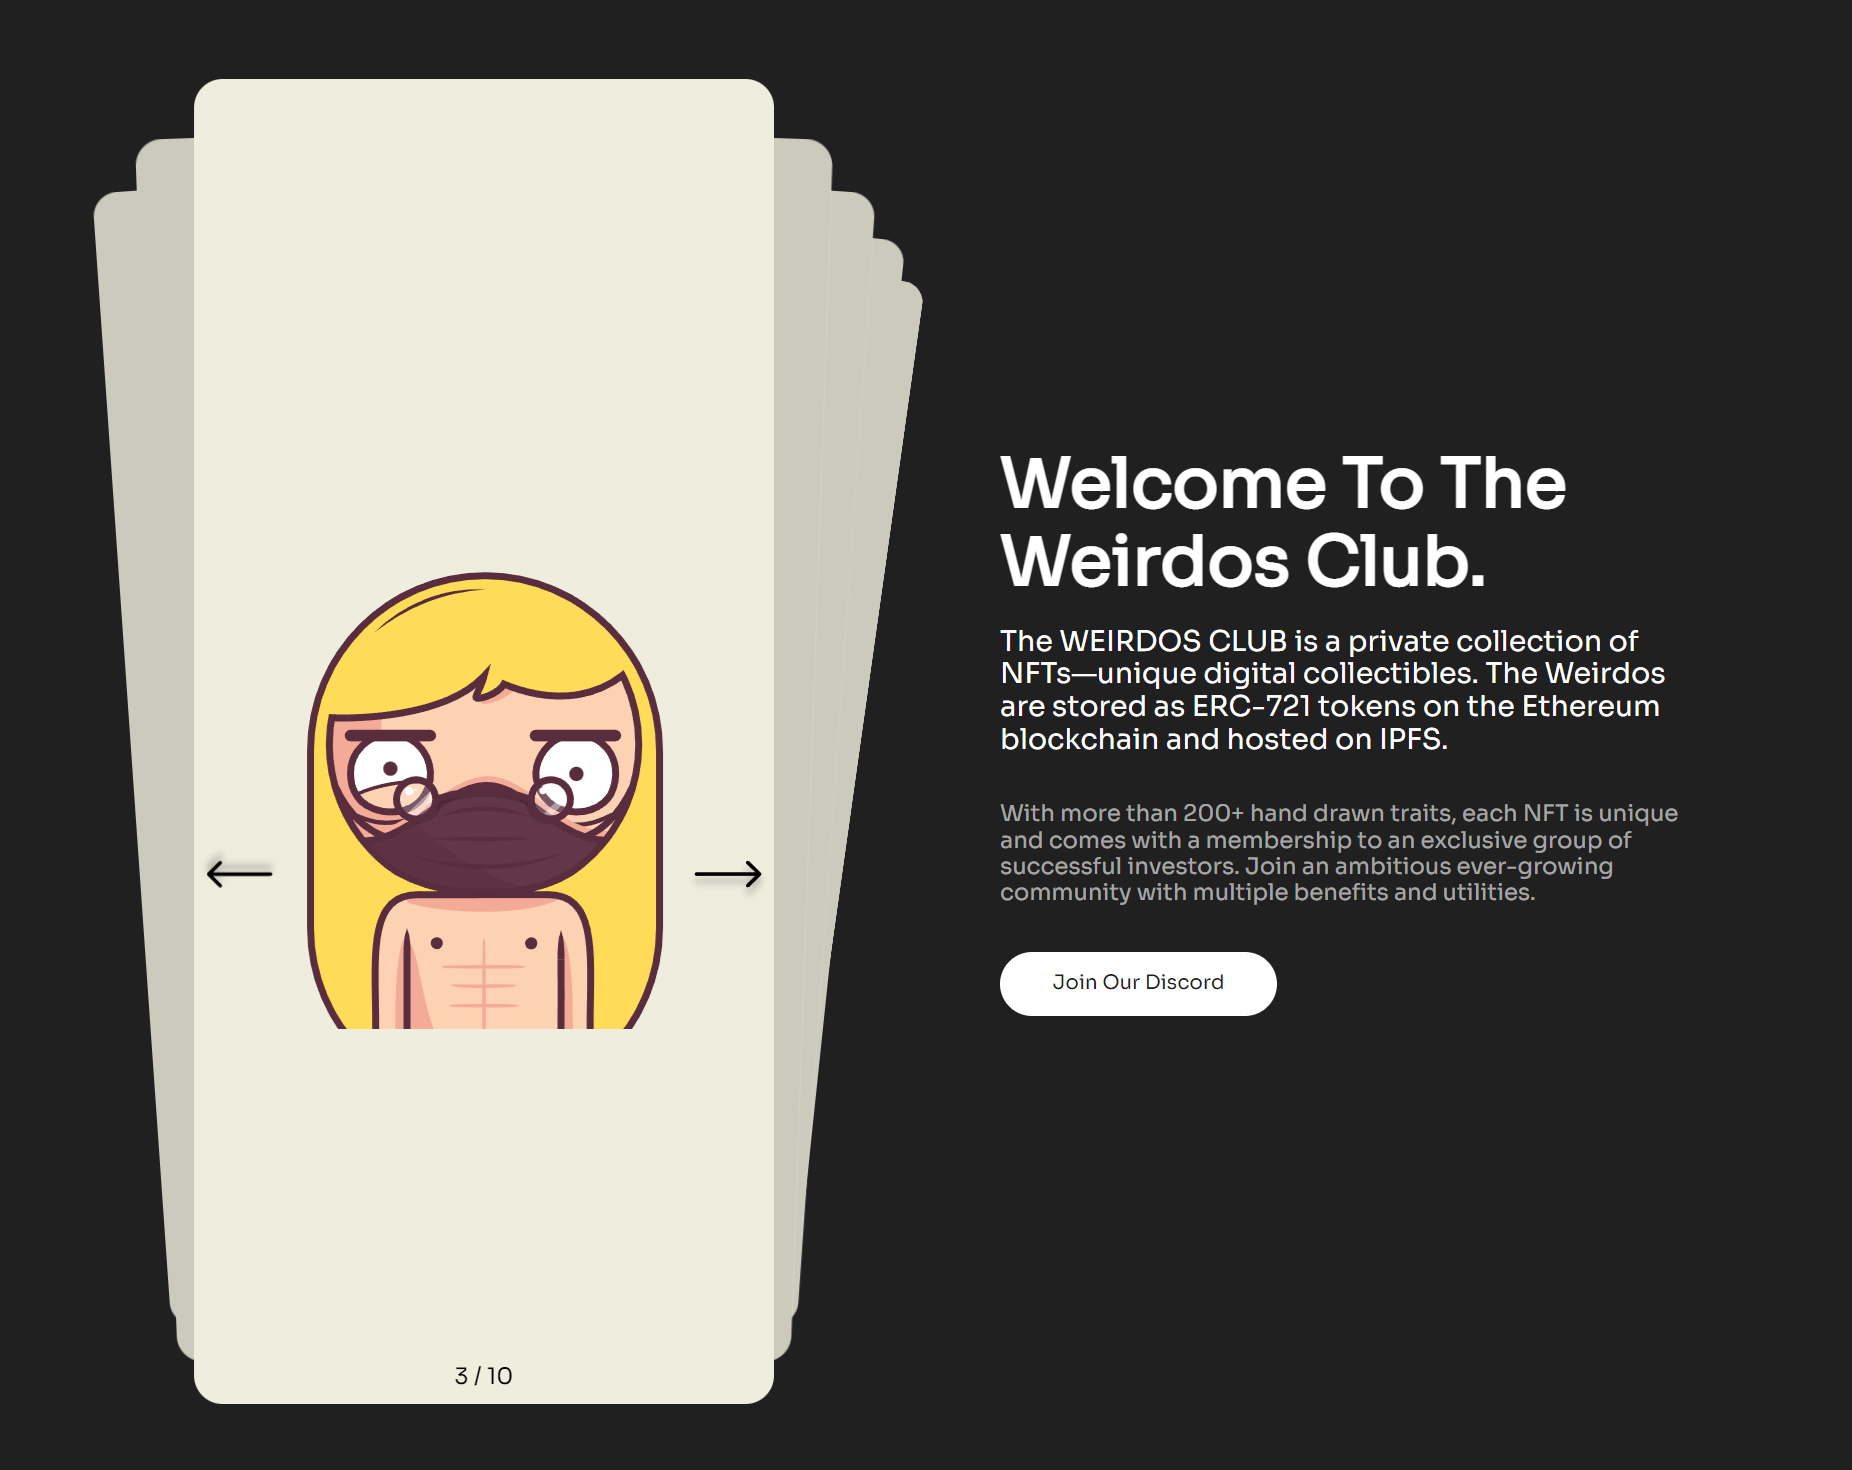 Welcome To The
Weirdos Club.
The WEIRDOS CLUB is a private collection of
NFTs—unique digital collectibles. The Weirdos
are stored as ERC-721 tokens on the Ethereum
blockchain and hosted on IPFS.
With more than 200+ hand drawn traits, each NFT is unique
and comes with a membership to an exclusive group of
successful investors. Join an ambitious ever-growing
community with multiple benefits and utilities.
Join Our Discord
3 / 10